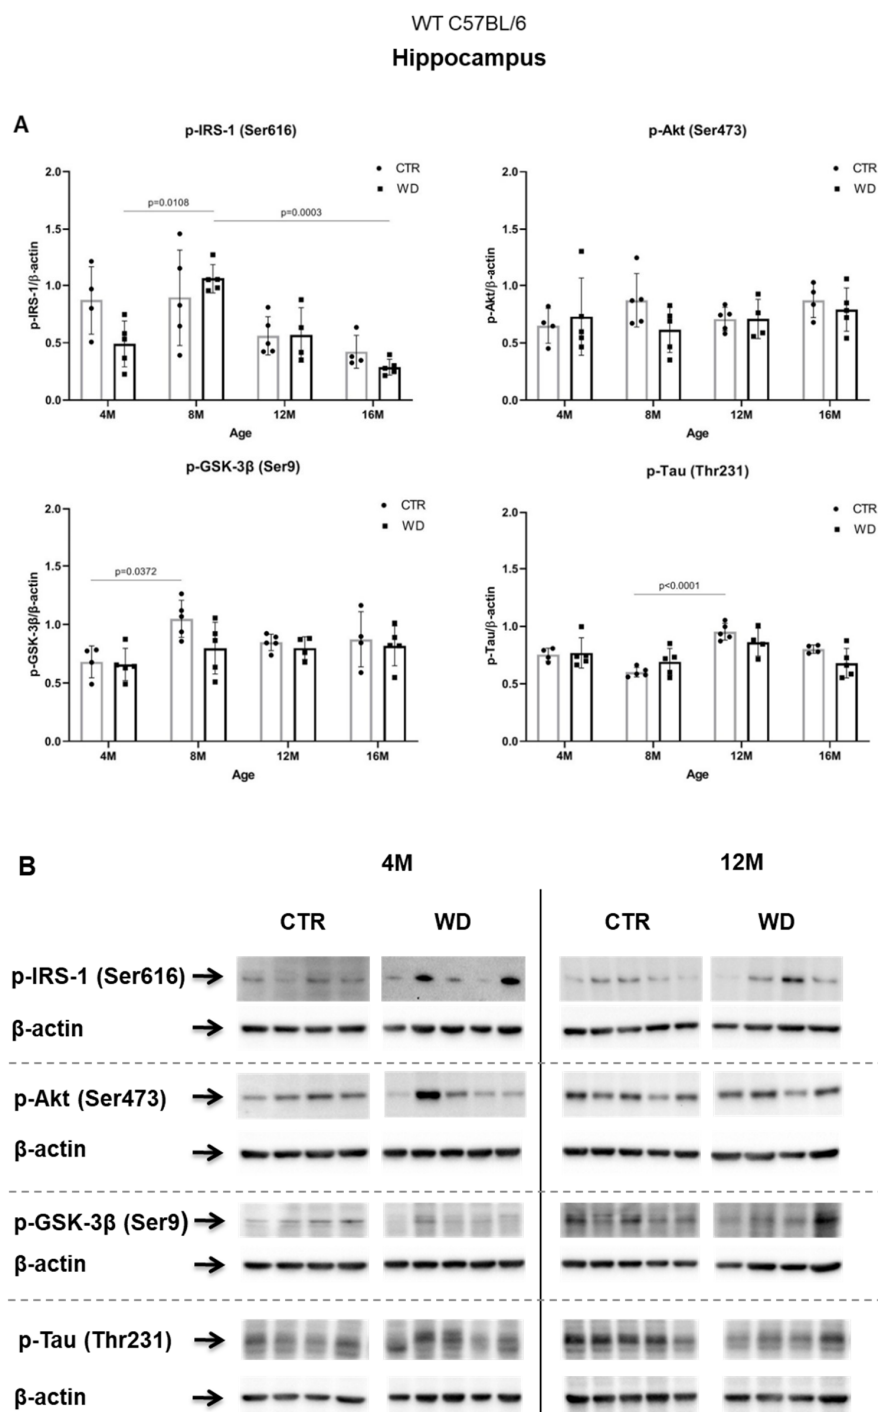 WT C57BL/6
Hippocampus
A
p-IRS-1 (Ser616)
CTR
WD
p=0.0108
p=0.0003
p-IRS-1/β-actin
2.0
1.5
1.0
0.5
0.0
4M 8M 12M 16M
Age
p-Akt (Ser473)
CTR
WD
p-Akt/β-actin
2.0
1.5
1.0
0.5
0.0
4M 8M 12M 16M
Age
p-GSK-3β (Ser9)
CTR
WD
p=0.0372
p-GSK-3β/β-actin
2.0
1.5
1.0
0.5
0.0
4M 8M 12M 16M
Age
p-Tau (Thr231)
CTR
WD
p<0.0001
p-Tau/β-actin
2.0
1.5
1.0
0.5
0.0
4M 8M 12M 16M
Age
B
4M 12M
CTR WD CTR WD
p-IRS-1 (Ser616)
β-actin
p-Akt (Ser473)
β-actin
p-GSK-3β (Ser9)
β-actin
p-Tau (Thr231)
β-actin